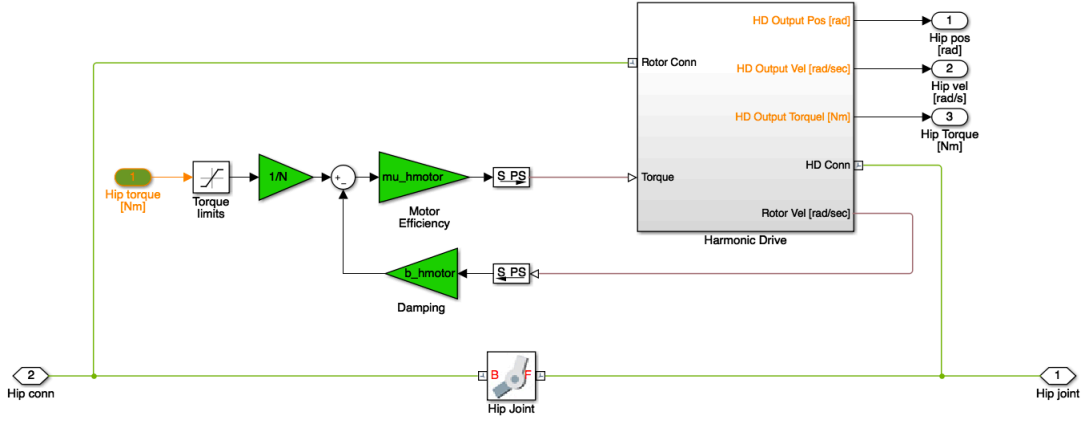 HD Output Pos [rad]
1
Hip pos
[rad]
Rotor Conn
HD Output Vel [rad/sec]
2
Hip vel
[rad/s]
HD Output Torquel [Nm]
3
Hip Torque
[Nm]
HD Conn
1
Hip torque
[Nm]
Torque
limits
1/N
+
−
mu_hmotor
Motor
Efficiency
S PS
Torque
Rotor Vel [rad/sec]
Harmonic Drive
b_hmotor
Damping
S PS
2
Hip conn
B
F
Hip Joint
1
Hip joint